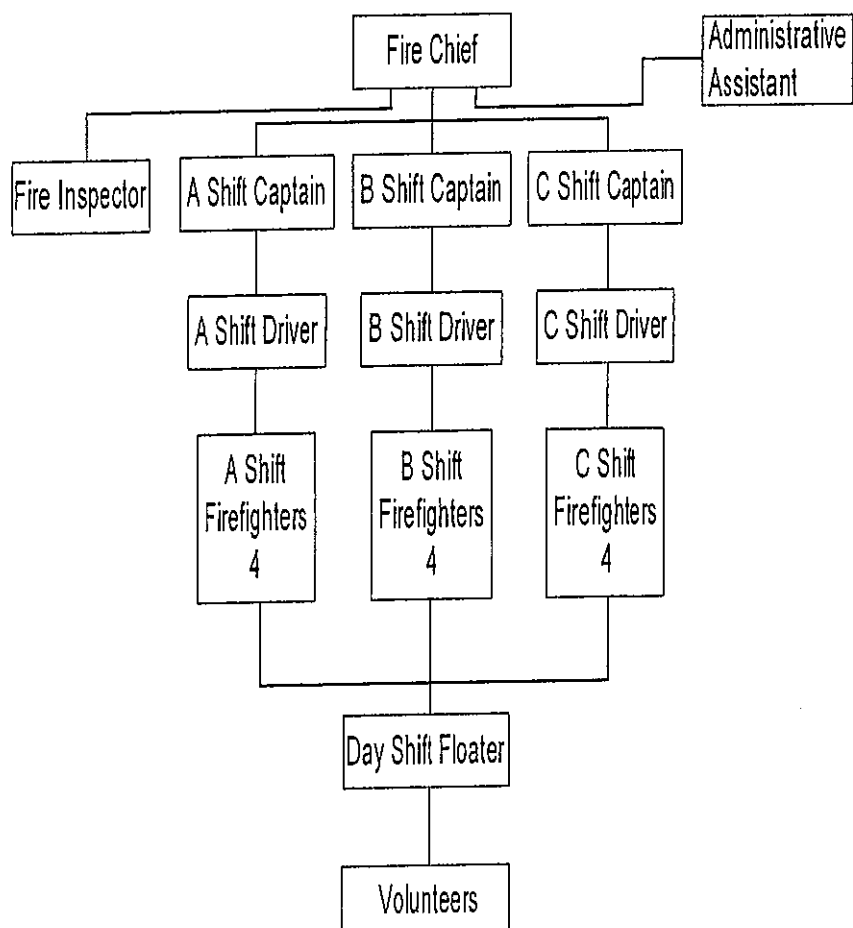 Fire Chief
Administrative
Assistant
Fire Inspector
A Shift Captain
B Shift Captain
C Shift Captain
A Shift Driver
B Shift Driver
C Shift Driver
A Shift
Firefighters
4
B Shift
Firefighters
4
C Shift
Firefighters
4
Day Shift Floater
Volunteers